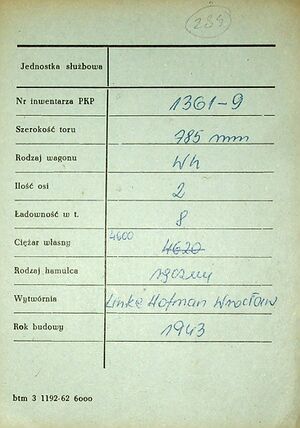 289
Jednostka służbowa
Nr inwentarza PKP 1361-9
Szerokość toru 785 mm
Rodzaj wagonu Wh
Ilość osi 2
Ładowność w t. 8
Ciężar własny 4600 4620
Rodzaj hamulca ręczny
Wytwórnia Linke Hofman Wrocław
Rok budowy 1943
btm 3 1192-62 6000